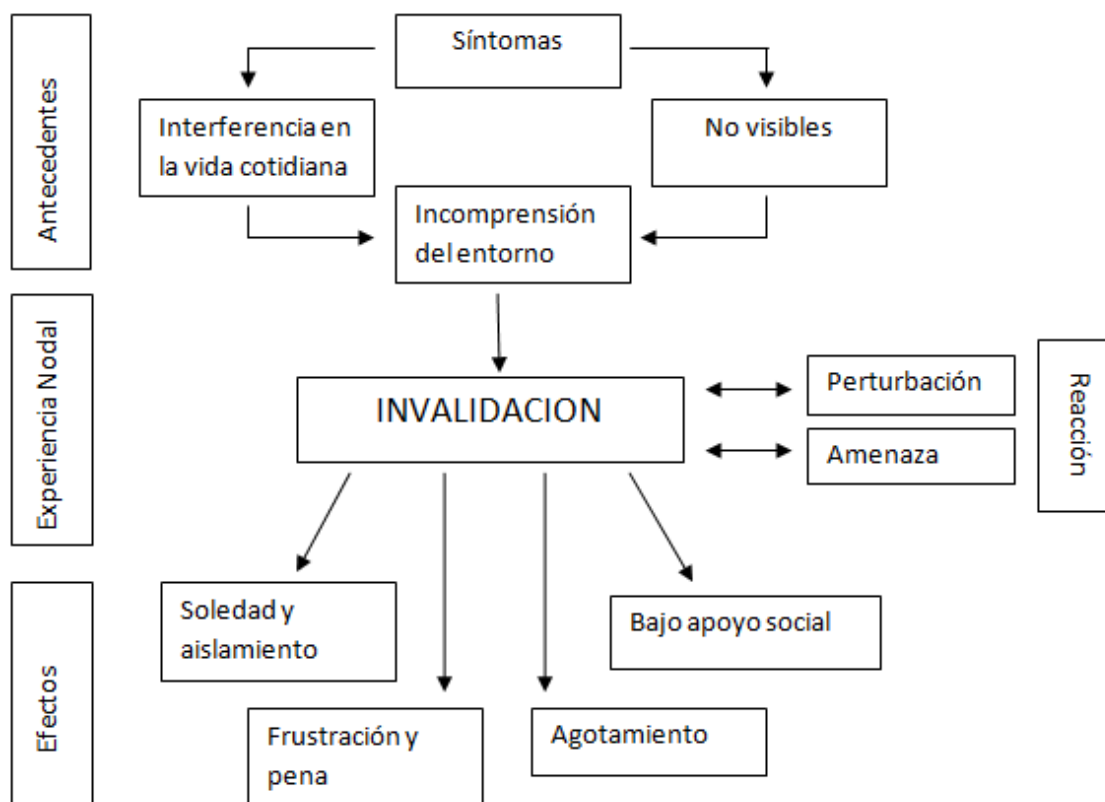 Antecedentes
Síntomas
Interferencia en
la vida cotidiana
No visibles
Incomprensión
del entorno
Experiencia Nodal
INVALIDACION
Perturbación
Amenaza
Reacción
Efectos
Soledad y
aislamiento
Bajo apoyo social
Frustración y
pena
Agotamiento